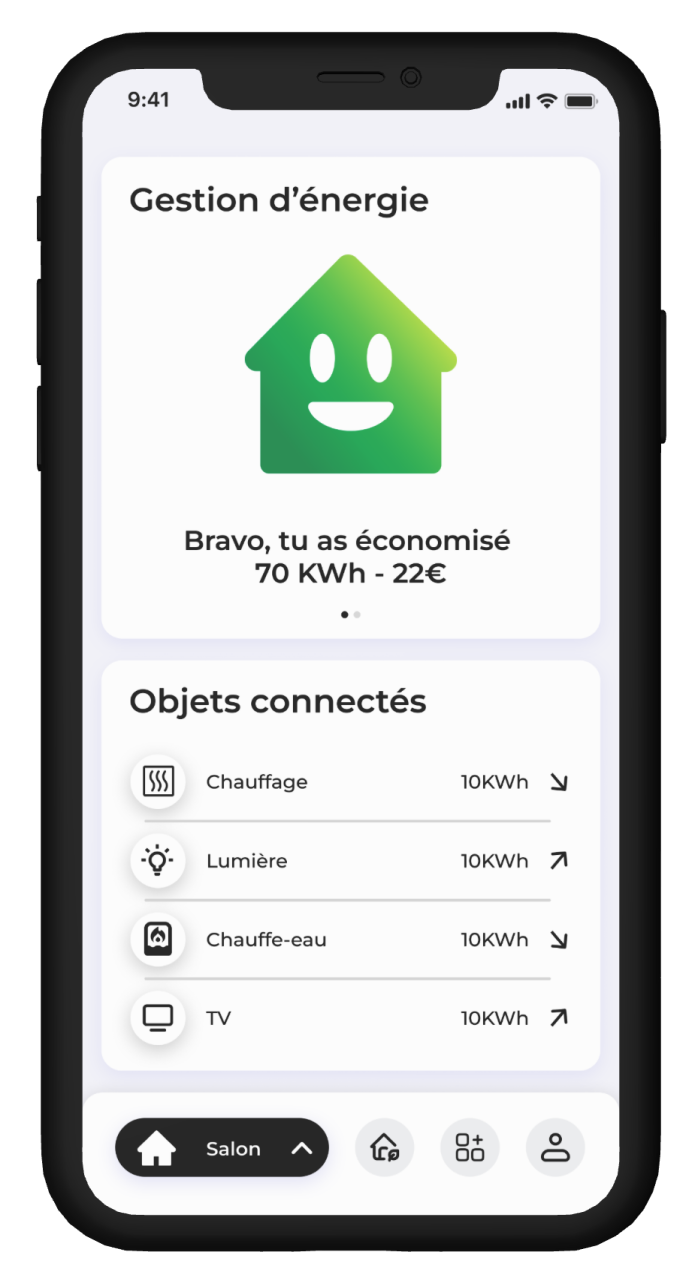 9:41
Gestion d’énergie
Bravo, tu as économisé
70 KWh - 22€
Objets connectés
Chauffage 10KWh
Lumière 10KWh
Chauffe-eau 10KWh
TV 10KWh
Salon